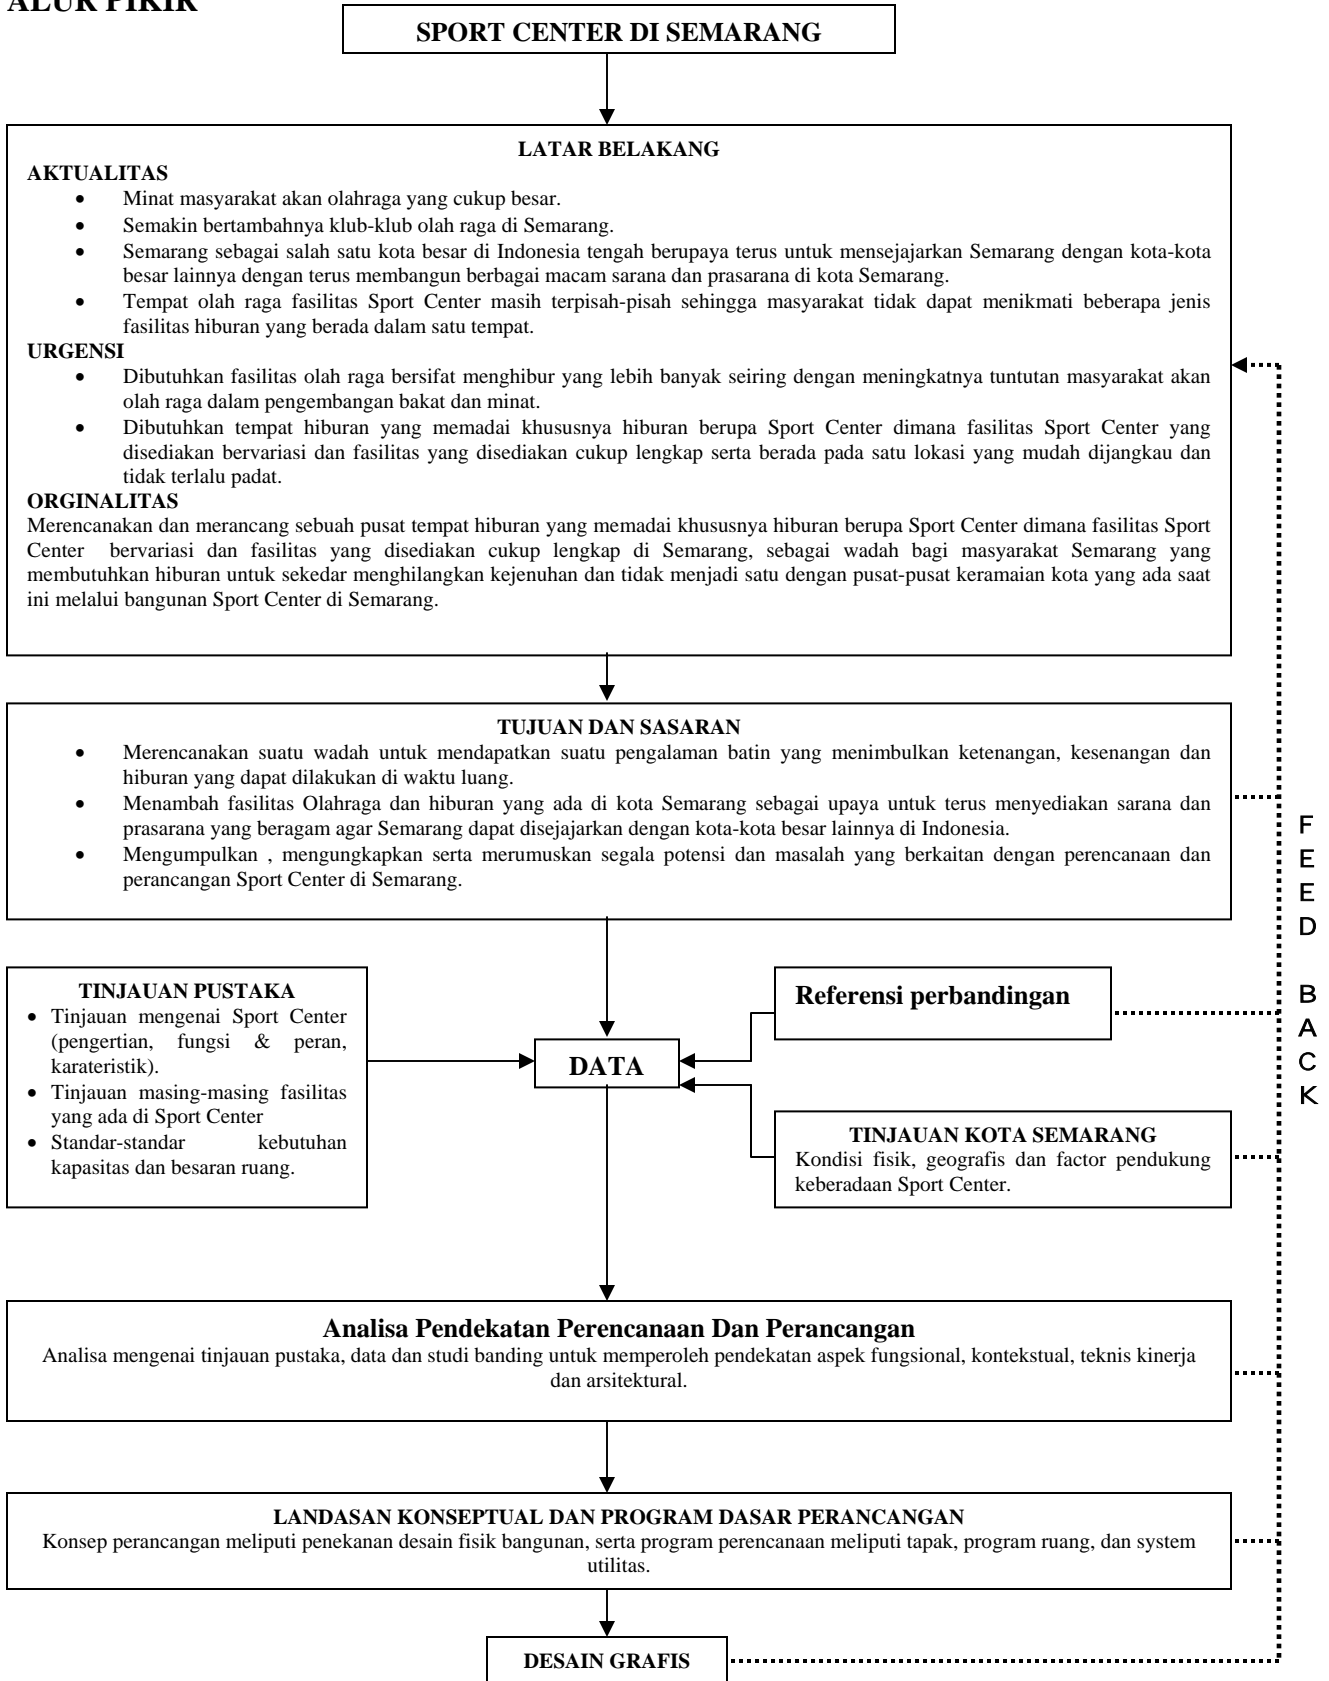 ALUR PIKIR
SPORT CENTER DI SEMARANG
LATAR BELAKANG
AKTUALITAS
• Minat masyarakat akan olahraga yang cukup besar.
• Semakin bertambahnya klub-klub olah raga di Semarang.
• Semarang sebagai salah satu kota besar di Indonesia tengah berupaya terus untuk mensejajarkan Semarang dengan kota-kota
besar lainnya dengan terus membangun berbagai macam sarana dan prasarana di kota Semarang.
• Tempat olah raga fasilitas Sport Center masih terpisah-pisah sehingga masyarakat tidak dapat menikmati beberapa jenis
fasilitas hiburan yang berada dalam satu tempat.
URGENSI
• Dibutuhkan fasilitas olah raga bersifat menghibur yang lebih banyak seiring dengan meningkatnya tuntutan masyarakat akan
olah raga dalam pengembangan bakat dan minat.
• Dibutuhkan tempat hiburan yang memadai khususnya hiburan berupa Sport Center dimana fasilitas Sport Center yang
disediakan bervariasi dan fasilitas yang disediakan cukup lengkap serta berada pada satu lokasi yang mudah dijangkau dan
tidak terlalu padat.
ORGINALITAS
Merencanakan dan merancang sebuah pusat tempat hiburan yang memadai khususnya hiburan berupa Sport Center dimana fasilitas Sport
Center bervariasi dan fasilitas yang disediakan cukup lengkap di Semarang, sebagai wadah bagi masyarakat Semarang yang
membutuhkan hiburan untuk sekedar menghilangkan kejenuhan dan tidak menjadi satu dengan pusat-pusat keramaian kota yang ada saat
ini melalui bangunan Sport Center di Semarang.
TUJUAN DAN SASARAN
• Merencanakan suatu wadah untuk mendapatkan suatu pengalaman batin yang menimbulkan ketenangan, kesenangan dan
hiburan yang dapat dilakukan di waktu luang.
• Menambah fasilitas Olahraga dan hiburan yang ada di kota Semarang sebagai upaya untuk terus menyediakan sarana dan
prasarana yang beragam agar Semarang dapat disejajarkan dengan kota-kota besar lainnya di Indonesia.
• Mengumpulkan , mengungkapkan serta merumuskan segala potensi dan masalah yang berkaitan dengan perencanaan dan
perancangan Sport Center di Semarang.
TINJAUAN PUSTAKA
• Tinjauan mengenai Sport Center
(pengertian, fungsi & peran,
karateristik).
• Tinjauan masing-masing fasilitas
yang ada di Sport Center
• Standar-standar kebutuhan
kapasitas dan besaran ruang.
DATA
Referensi perbandingan
TINJAUAN KOTA SEMARANG
Kondisi fisik, geografis dan factor pendukung
keberadaan Sport Center.
Analisa Pendekatan Perencanaan Dan Perancangan
Analisa mengenai tinjauan pustaka, data dan studi banding untuk memperoleh pendekatan aspek fungsional, kontekstual, teknis kinerja
dan arsitektural.
LANDASAN KONSEPTUAL DAN PROGRAM DASAR PERANCANGAN
Konsep perancangan meliputi penekanan desain fisik bangunan, serta program perencanaan meliputi tapak, program ruang, dan system
utilitas.
DESAIN GRAFIS
F
E
E
D
B
A
C
K